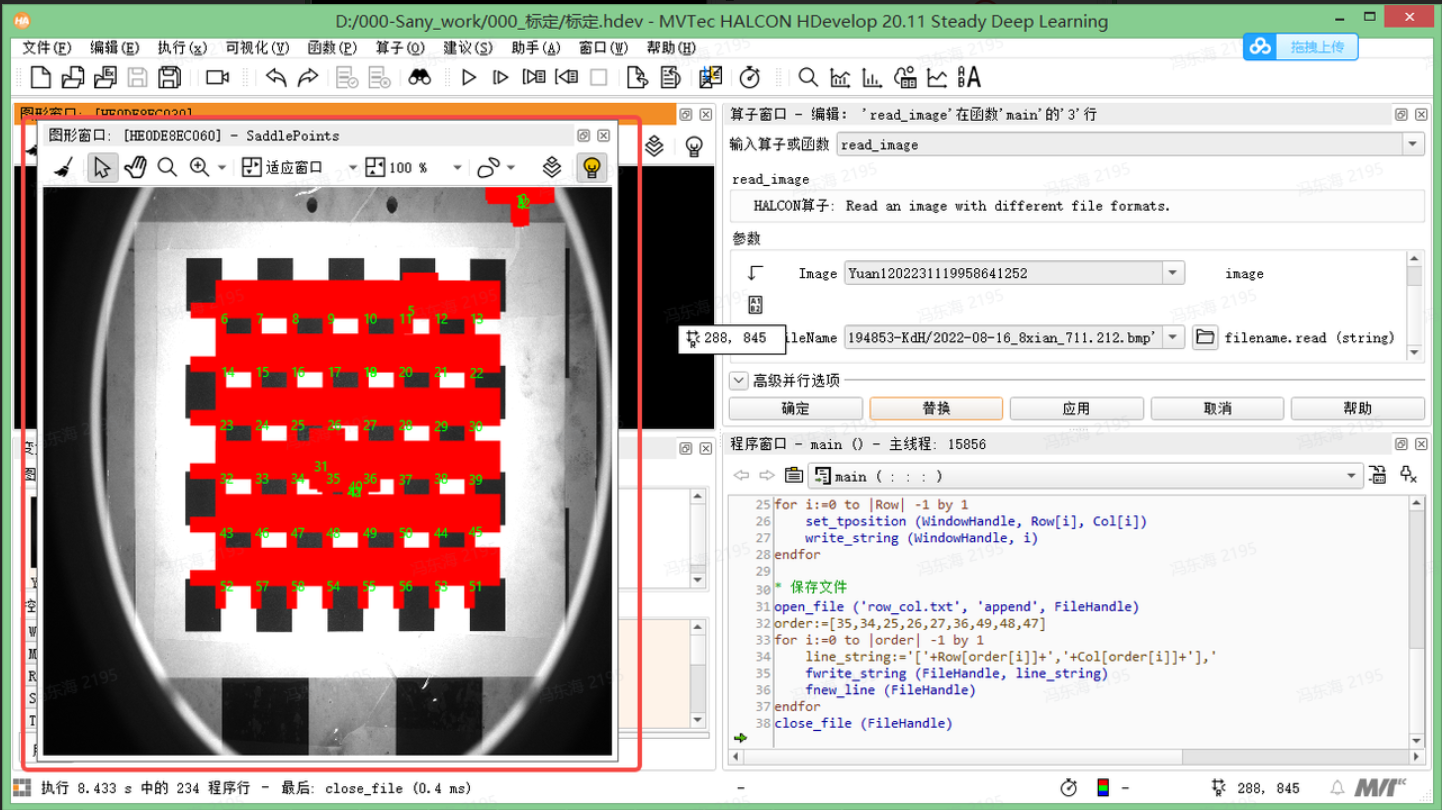 D:/000-Sany_work/000_标定/标定.hdev - MVTec HALCON HDevelop 20.11 Steady Deep Learning
文件(F) 编辑(E) 执行(x) 可视化(V) 函数(P) 算子(O) 建议(S) 助手(A) 窗口(W) 帮助(H)
拖拽上传
图形窗口: [HE0DE8EC030]
图形窗口: [HE0DE8EC060] - SaddlePoints
适应窗口 100 %
5
6 7 8 9 10 11 12 13
14 15 16 17 18 19 20 21 22
23 24 25 26 27 28 29 30
31
32 33 34 35 36 37 38 39
40
43 46 47 48 49 50 44 45
52 57 58 54 55 56 53 51
算子窗口 - 编辑: 'read_image'在函数'main'的'3'行
输入算子或函数 read_image
read_image
HALCON算子: Read an image with different file formats.
参数
Image Yuan1202231119958641252 image
288, 845
ileName 194853-KdH/2022-08-16_8xian_711.212.bmp' filename.read (string)
高级并行选项
确定 替换 应用 取消 帮助
程序窗口 - main () - 主线程: 15856
main ( : : : )
25 for i:=0 to |Row| -1 by 1
26 set_tposition (WindowHandle, Row[i], Col[i])
27 write_string (WindowHandle, i)
28 endfor
29
30 * 保存文件
31 open_file ('row_col.txt', 'append', FileHandle)
32 order:=[35,34,25,26,27,36,49,48,47]
33 for i:=0 to |order| -1 by 1
34 line_string:='['+Row[order[i]]+','+Col[order[i]]+'],'
35 fwrite_string (FileHandle, line_string)
36 fnew_line (FileHandle)
37 endfor
38 close_file (FileHandle)
执行 8.433 s 中的 234 程序行 - 最后: close_file (0.4 ms)
-
-
288, 845
冯东海 2195